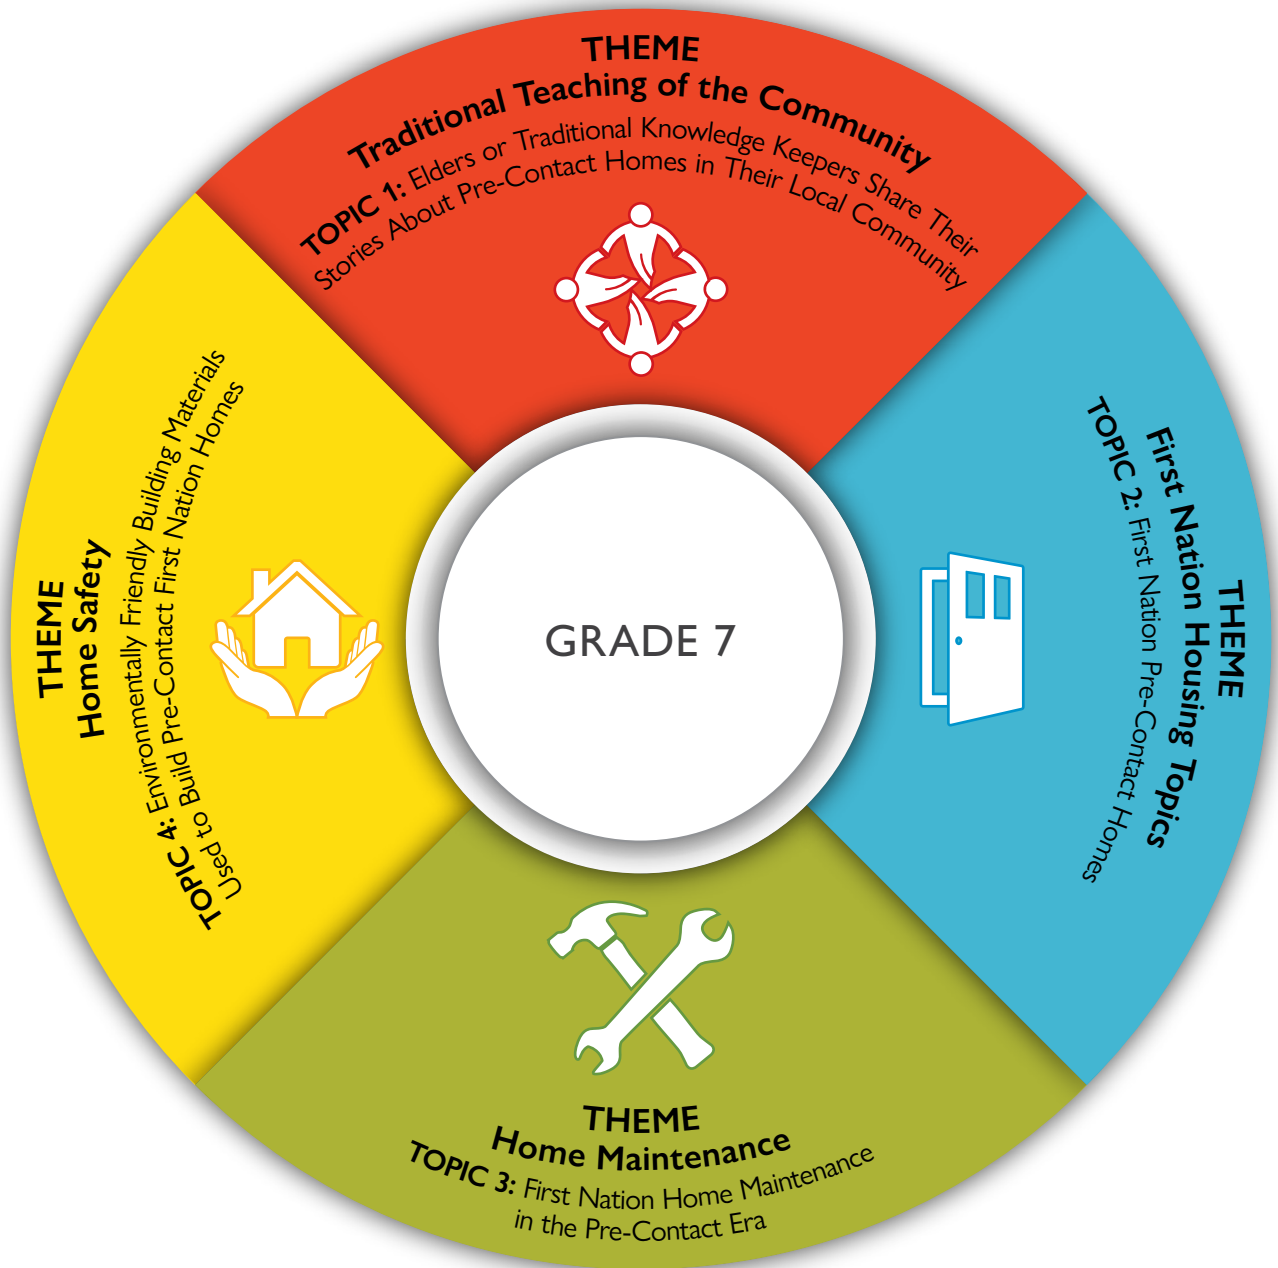 THEME
Traditional Teaching of the Community
TOPIC 1: Elders or Traditional Knowledge Keepers Share Their
Stories About Pre-Contact Homes in Their Local Community
THEME
First Nation Housing Topics
TOPIC 2: First Nation Pre-Contact Homes
THEME
Home Maintenance
TOPIC 3: First Nation Home Maintenance
in the Pre-Contact Era
THEME
Home Safety
TOPIC 4: Environmentally Friendly Building Materials
Used to Build Pre-Contact First Nation Homes
GRADE 7